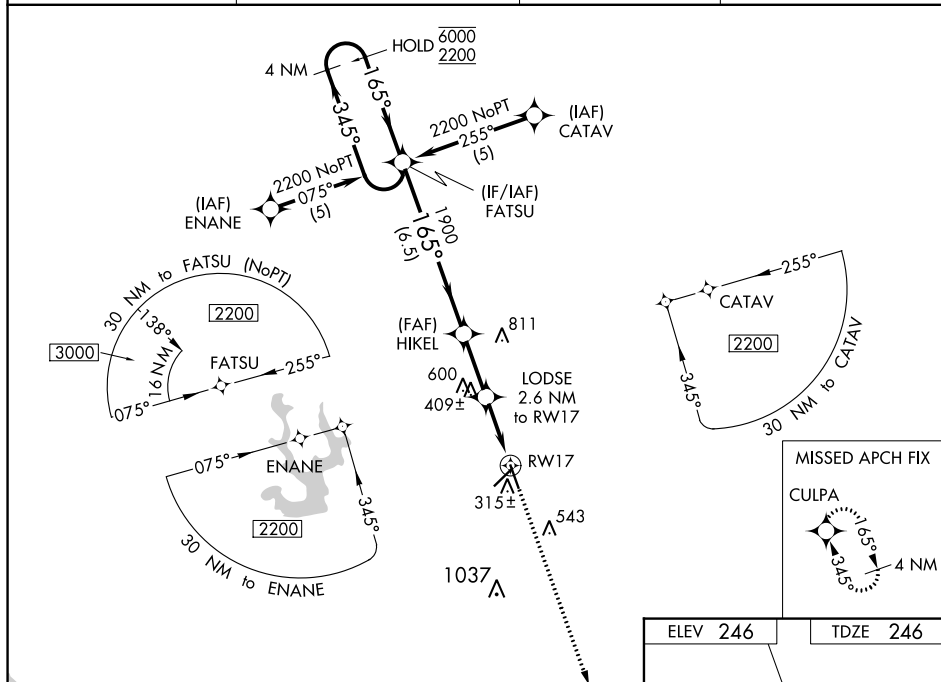 HOLD 6000
2200
4 NM
165°
345°
2200 NoPT
255°
(5)
(IAF)
CATAV
2200 NoPT
075°
(5)
(IAF)
ENANE
(IF/IAF)
FATSU
1900
165°
(6.5)
30 NM to FATSU (NoPT)
2200
138°
3000
16 NM
FATSU
255°
075°
(FAF)
HIKEL
811
600
409±
LODSE
2.6 NM
to RW17
255°
CATAV
2200
345°
30 NM to CATAV
075°
ENANE
345°
2200
30 NM to ENANE
RW17
315±
543
1037
MISSED APCH FIX
CULPA
165°
345°
4 NM
ELEV 246
TDZE 246